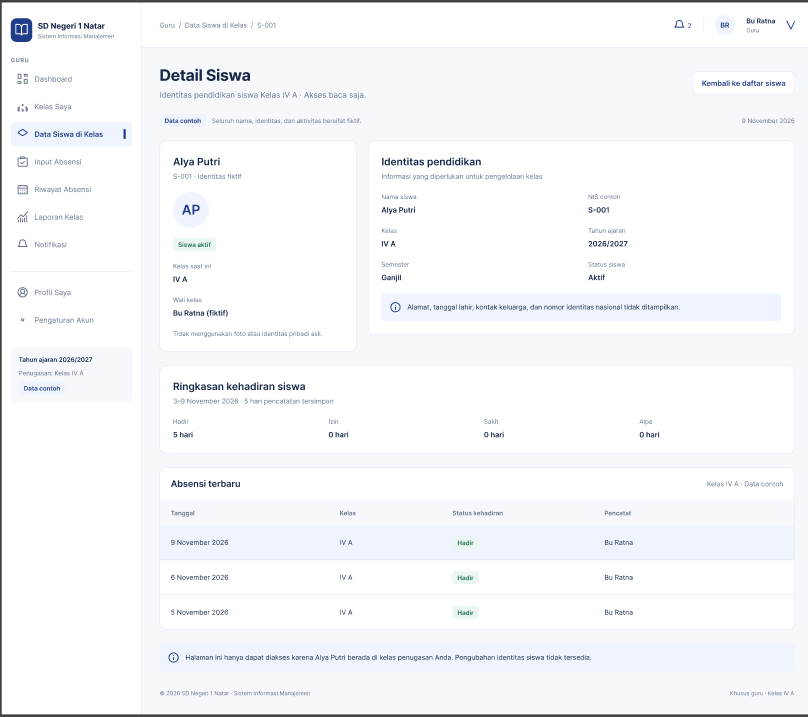 SD Negeri 1 Natar
Sistem Informasi Manajemen
GURU
Dashboard
Kelas Saya
Data Siswa di Kelas
Input Absensi
Riwayat Absensi
Laporan Kelas
Notifikasi
Profil Saya
Pengaturan Akun
Tahun ajaran 2026/2027
Penugasan: Kelas IV A
Data contoh
Guru / Data Siswa di Kelas / S-001
2
BR
Bu Ratna
Guru
Detail Siswa
Identitas pendidikan siswa Kelas IV A · Akses baca saja.
Kembali ke daftar siswa
Data contoh Seluruh nama, identitas, dan aktivitas bersifat fiktif.
9 November 2026
Alya Putri
S-001 · Identitas fiktif
AP
Siswa aktif
Kelas saat ini
IV A
Wali kelas
Bu Ratna (fiktif)
Tidak menggunakan foto atau identitas pribadi asli.
Identitas pendidikan
Informasi yang diperlukan untuk pengelolaan kelas
Nama siswa NIS contoh
Alya Putri S-001
Kelas Tahun ajaran
IV A 2026/2027
Semester Status siswa
Ganjil Aktif
Alamat, tanggal lahir, kontak keluarga, dan nomor identitas nasional tidak ditampilkan.
Ringkasan kehadiran siswa
3–9 November 2026 · 5 hari pencatatan tersimpan
Hadir Izin Sakit Alpa
5 hari 0 hari 0 hari 0 hari
Absensi terbaru Kelas IV A · Data contoh
Tanggal Kelas Status kehadiran Pencatat
9 November 2026 IV A Hadir Bu Ratna
6 November 2026 IV A Hadir Bu Ratna
5 November 2026 IV A Hadir Bu Ratna
Halaman ini hanya dapat diakses karena Alya Putri berada di kelas penugasan Anda. Pengubahan identitas siswa tidak tersedia.
© 2026 SD Negeri 1 Natar · Sistem Informasi Manajemen
Khusus guru · Kelas IV A